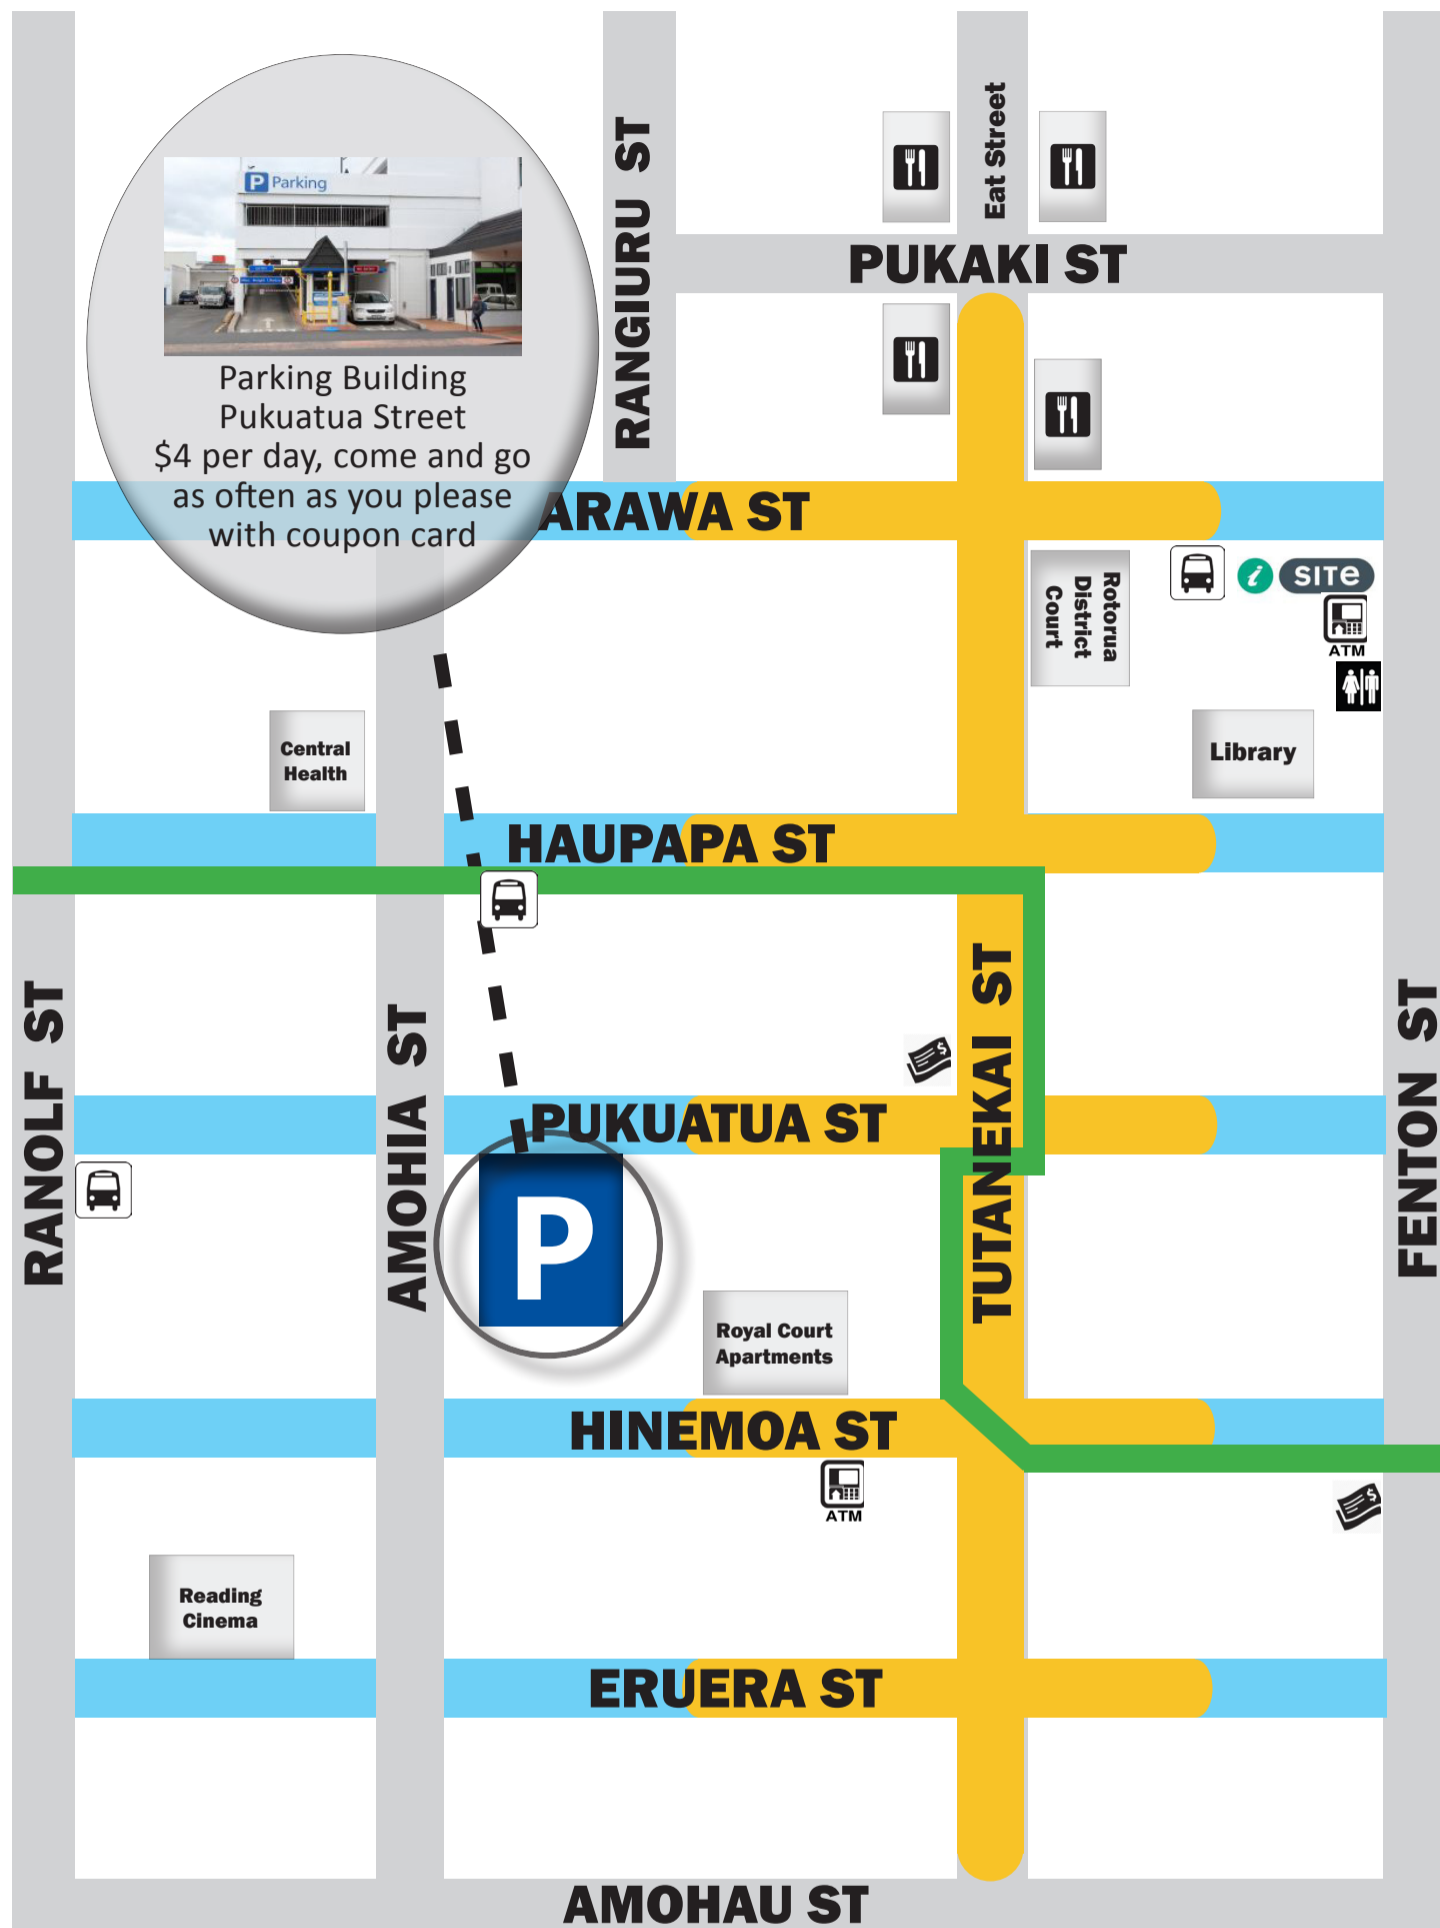 Eat Street
RANGIURU ST
P Parking
PUKAKI ST
Parking Building
Pukuatua Street
$4 per day, come and go
as often as you please
with coupon card
ARAWA ST
Rotorua
District
Court
i SITe
ATM
Central
Health
Library
HAUPAPA ST
RANOLF ST
AMOHIA ST
TUTANEKAI ST
FENTON ST
$
PUKUATUA ST
P
Royal Court
Apartments
HINEMOA ST
ATM
$
Reading
Cinema
ERUERA ST
AMOHAU ST